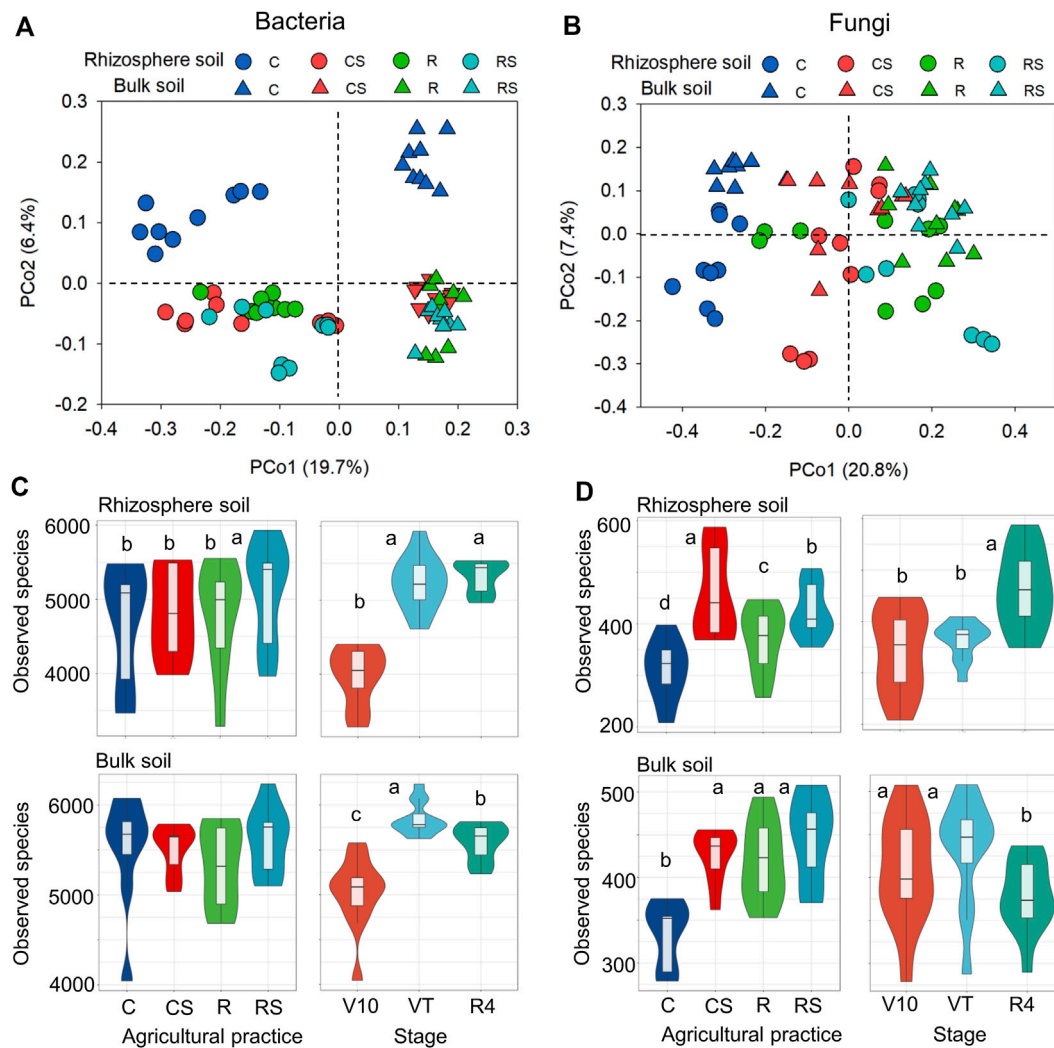 A
Bacteria
Rhizosphere soil C CS R RS
Bulk soil C CS R RS
0.3
0.2
0.1
0.0
-0.1
-0.2
PCo2 (6.4%)
-0.4 -0.3 -0.2 -0.1 0.0 0.1 0.2 0.3
PCo1 (19.7%)
B
Fungi
Rhizosphere soil C CS R RS
Bulk soil C CS R RS
0.3
0.2
0.1
0.0
-0.1
-0.2
-0.3
-0.4
PCo2 (7.4%)
-0.4 -0.2 0.0 0.2 0.4
PCo1 (20.8%)
C
Rhizosphere soil
Observed species
6000
5000
4000
b b b a
a a
b
Bulk soil
Observed species
6000
5000
4000
a
c b
C CS R RS
V10 VT R4
Agricultural practice
Stage
D
Rhizosphere soil
Observed species
600
400
200
a
b
c
d
a
b b
Bulk soil
Observed species
500
400
300
a a a
b
a a
b
C CS R RS
V10 VT R4
Agricultural practice
Stage